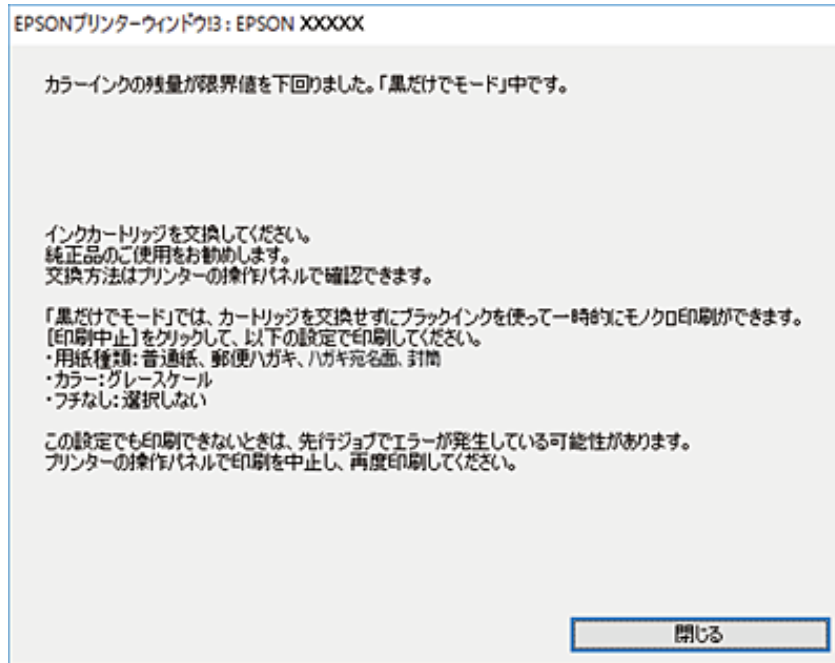 EPSONプリンターウィンドウ!3 : EPSON XXXXX
カラーインクの残量が限界値を下回りました。「黒だけでモード」中です。
インクカートリッジを交換してください。
純正品のご使用をお勧めします。
交換方法はプリンターの操作パネルで確認できます。
「黒だけでモード」では、カートリッジを交換せずにブラックインクを使って一時的にモノクロ印刷ができます。
[印刷中止]をクリックして、以下の設定で印刷してください。
・用紙種類：普通紙、郵便ハガキ、ハガキ宛名面、封筒
・カラー：グレースケール
・フチなし：選択しない
この設定でも印刷できないときは、先行ジョブでエラーが発生している可能性があります。
プリンターの操作パネルで印刷を中止し、再度印刷してください。
閉じる